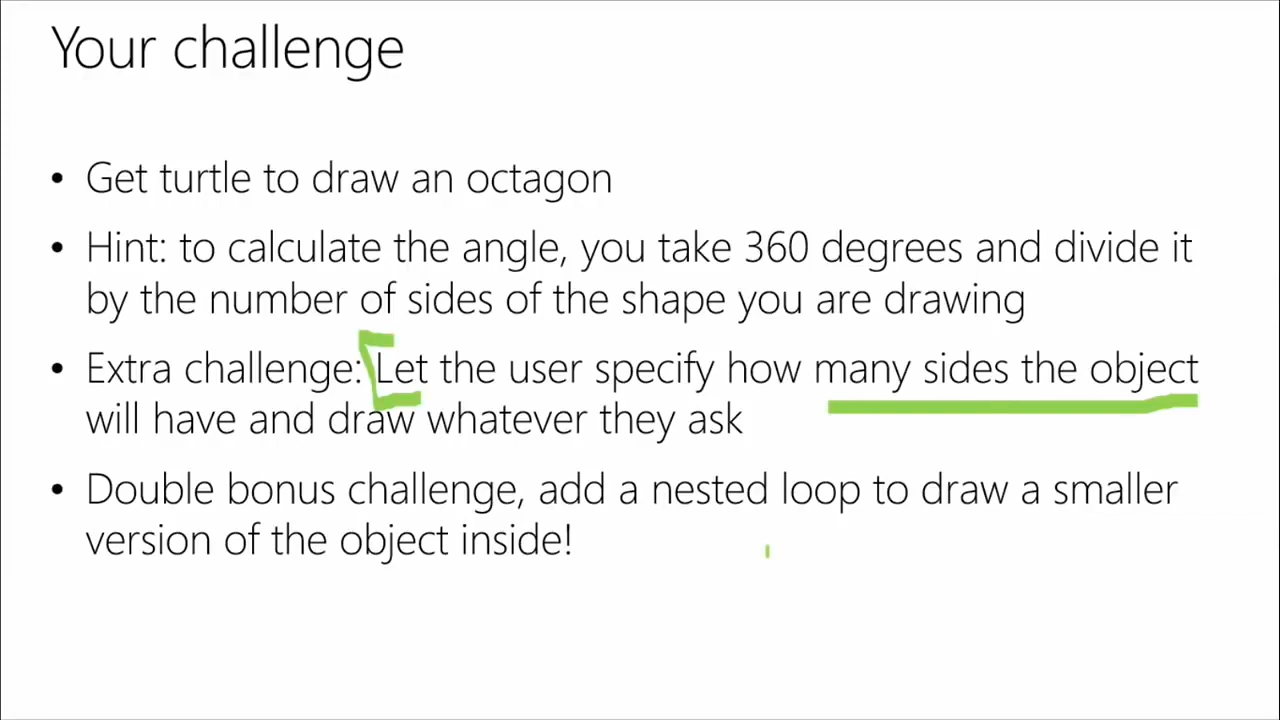 Your challenge
• Get turtle to draw an octagon
• Hint: to calculate the angle, you take 360 degrees and divide it
by the number of sides of the shape you are drawing
• Extra challenge: Let the user specify how many sides the object
will have and draw whatever they ask
• Double bonus challenge, add a nested loop to draw a smaller
version of the object inside!